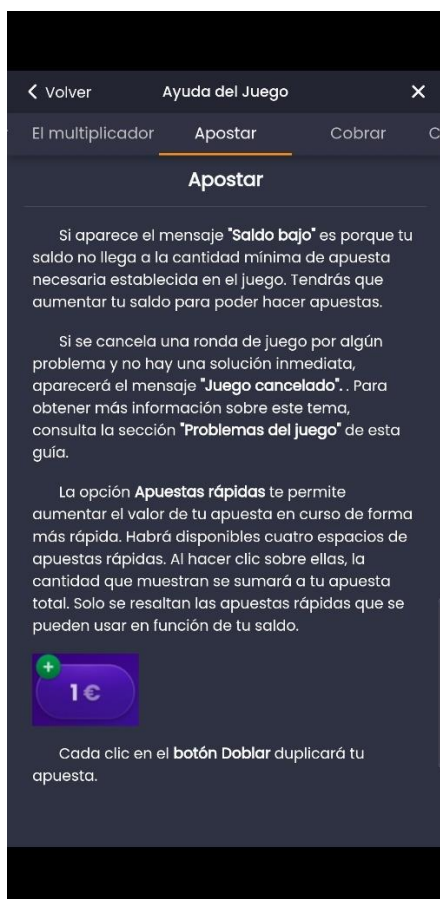 Volver
Ayuda del Juego
El multiplicador
Apostar
Cobrar
C
Apostar
Si aparece el mensaje "Saldo bajo" es porque tu
saldo no llega a la cantidad mínima de apuesta
necesaria establecida en el juego. Tendrás que
aumentar tu saldo para poder hacer apuestas.
Si se cancela una ronda de juego por algún
problema y no hay una solución inmediata,
aparecerá el mensaje "Juego cancelado". . Para
obtener más información sobre este tema,
consulta la sección "Problemas del juego" de esta
guía.
La opción Apuestas rápidas te permite
aumentar el valor de tu apuesta en curso de forma
más rápida. Habrá disponibles cuatro espacios de
apuestas rápidas. Al hacer clic sobre ellas, la
cantidad que muestran se sumará a tu apuesta
total. Solo se resaltan las apuestas rápidas que se
pueden usar en función de tu saldo.
1 €
Cada clic en el botón Doblar duplicará tu
apuesta.